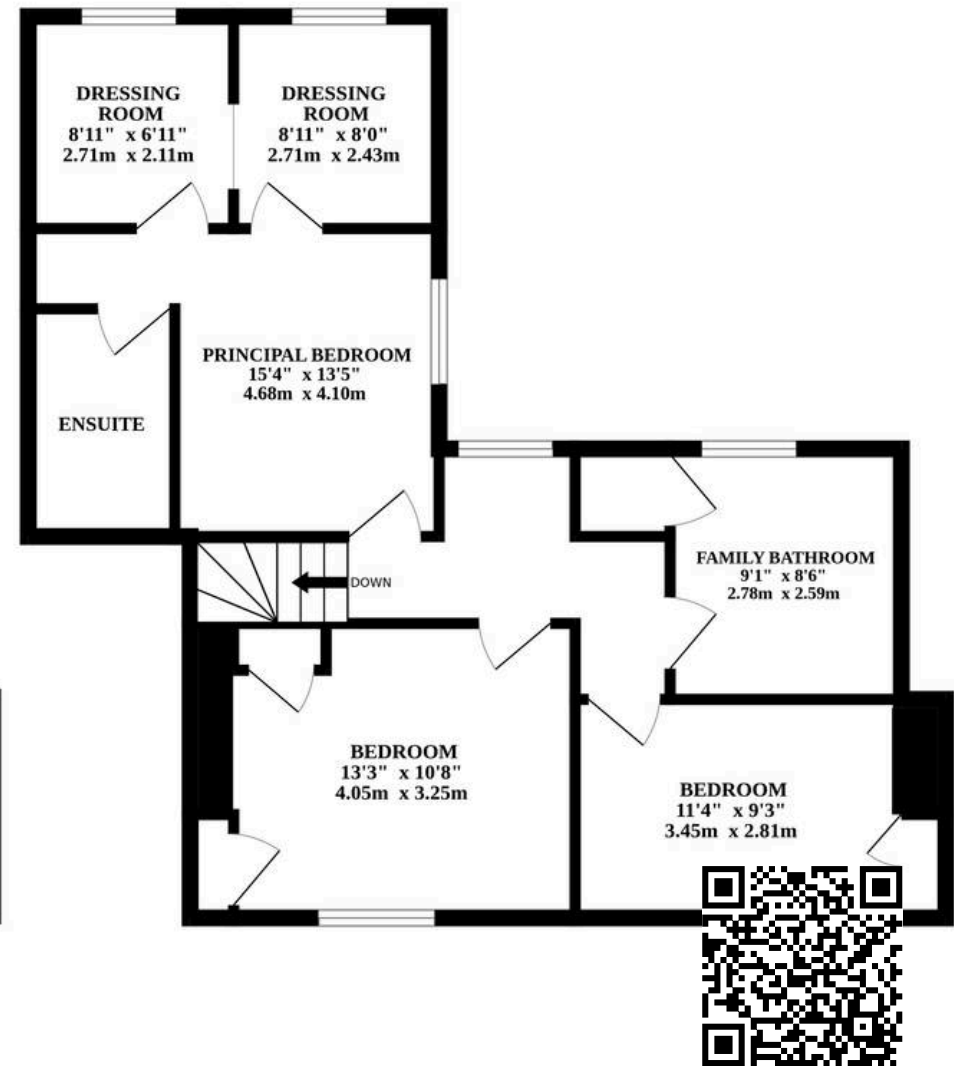 DRESSING
ROOM
8'11" x 6'11"
2.71m x 2.11m
DRESSING
ROOM
8'11" x 8'0"
2.71m x 2.43m
PRINCIPAL BEDROOM
15'4" x 13'5"
4.68m x 4.10m
ENSUITE
DOWN
FAMILY BATHROOM
9'1" x 8'6"
2.78m x 2.59m
BEDROOM
13'3" x 10'8"
4.05m x 3.25m
BEDROOM
11'4" x 9'3"
3.45m x 2.81m